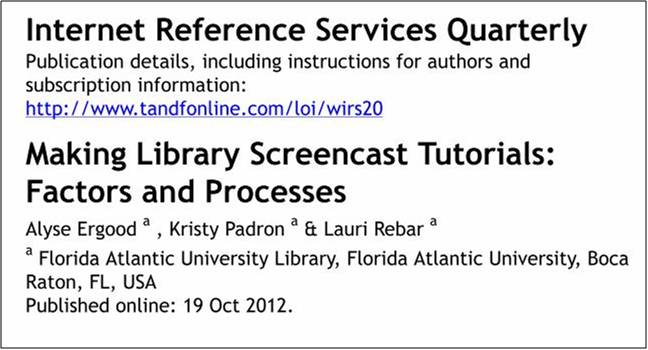 Internet Reference Services Quarterly
Publication details, including instructions for authors and
subscription information:
http://www.tandfonline.com/loi/wirs20
Making Library Screencast Tutorials:
Factors and Processes
Alyse Ergood a , Kristy Padron a & Lauri Rebar a
a Florida Atlantic University Library, Florida Atlantic University, Boca
Raton, FL, USA
Published online: 19 Oct 2012.